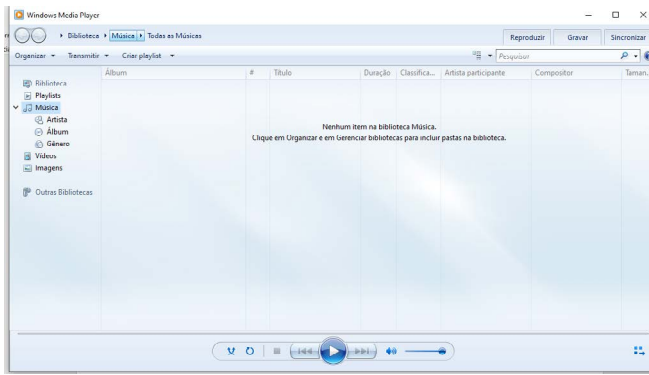 Windows Media Player
Biblioteca Música Todas as Músicas
Reproduzir Gravar Sincronizar
Organizar Transmitir Criar playlist
Pesquisar
Álbum # Título Duração Classifica... Artista participante Compositor Taman...
Biblioteca
Playlists
Música
Artista
Álbum
Gênero
Vídeos
Imagens
Outras Bibliotecas
Nenhum item na biblioteca Música.
Clique em Organizar e em Gerenciar bibliotecas para incluir pastas na biblioteca.